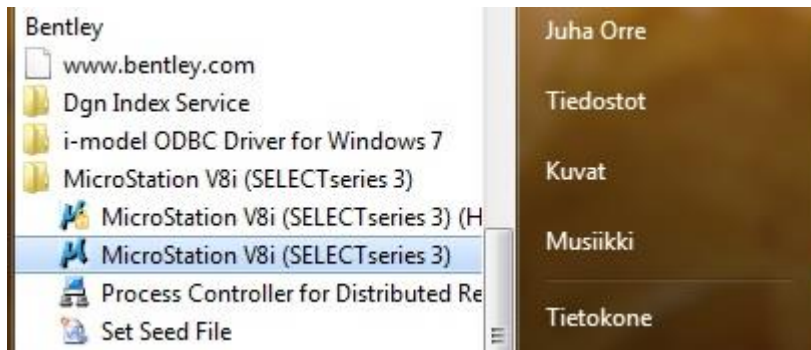 Bentley
www.bentley.com
Dgn Index Service
i-model ODBC Driver for Windows 7
MicroStation V8i (SELECTseries 3)
MicroStation V8i (SELECTseries 3) (H
MicroStation V8i (SELECTseries 3)
Process Controller for Distributed Re
Set Seed File
Juha Orre
Tiedostot
Kuvat
Musiikki
Tietokone